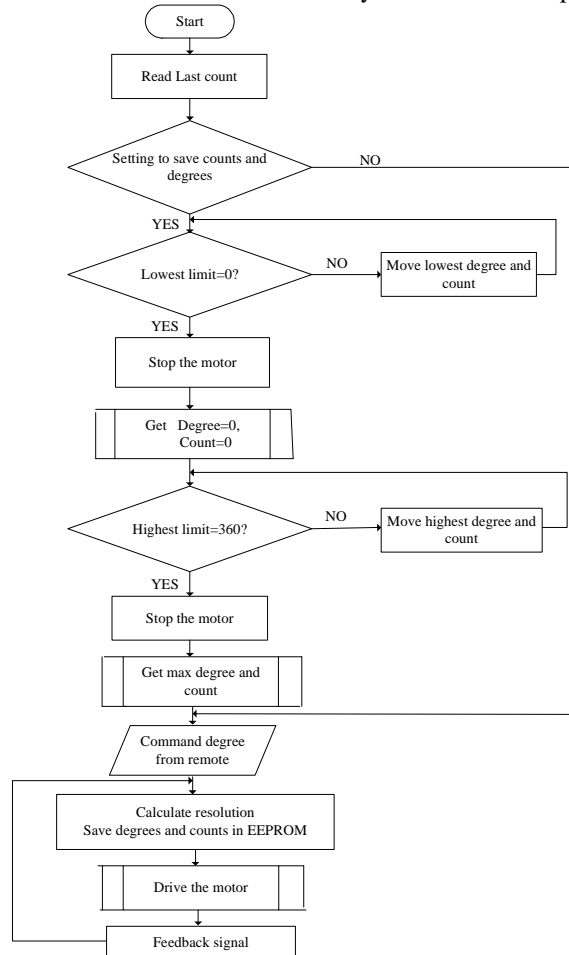 Start
Read Last count
Setting to save counts and
degrees
NO
YES
Lowest limit=0?
NO
Move lowest degree and
count
YES
Stop the motor
Get Degree=0,
Count=0
Highest limit=360?
NO
Move highest degree and
count
YES
Stop the motor
Get max degree and
count
Command degree
from remote
Calculate resolution
Save degrees and counts in EEPROM
Drive the motor
Feedback signal